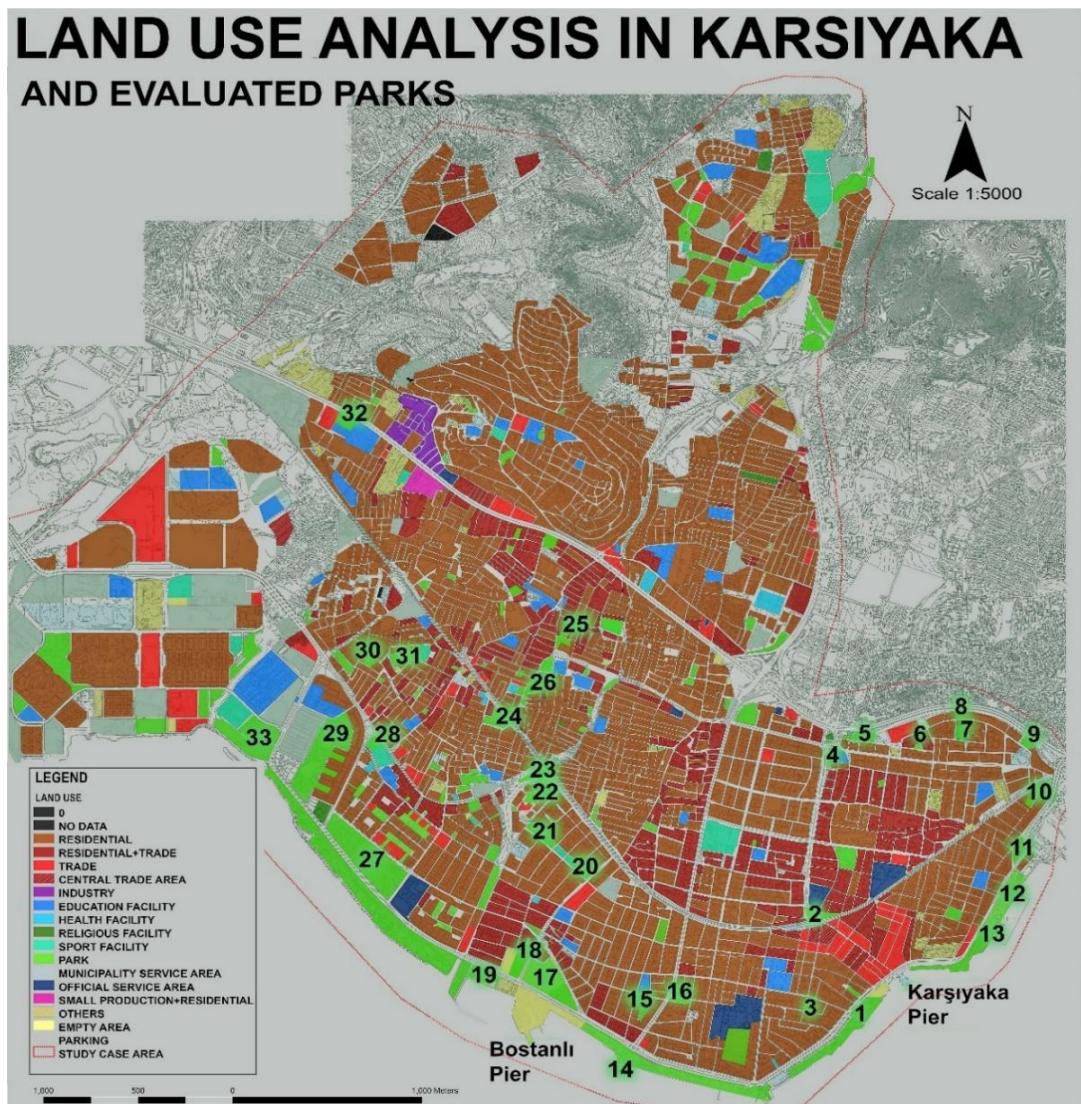 LAND USE ANALYSIS IN KARSIYAKA
AND EVALUATED PARKS
N
Scale 1:5000
32
25
30
31
26
24
8
5
6
7
9
4
33
29
28
23
22
10
21
20
11
27
12
2
13
18
19
17
15
16
3
1
Karşıyaka
Pier
Bostanlı
Pier
14
LEGEND
LAND USE
0
NO DATA
RESIDENTIAL
RESIDENTIAL+TRADE
TRADE
CENTRAL TRADE AREA
INDUSTRY
EDUCATION FACILITY
HEALTH FACILITY
RELIGIOUS FACILITY
SPORT FACILITY
PARK
MUNICIPALITY SERVICE AREA
OFFICIAL SERVICE AREA
SMALL PRODUCTION+RESIDENTIAL
OTHERS
EMPTY AREA
PARKING
STUDY CASE AREA
1,000 500 0 1,000 Meters